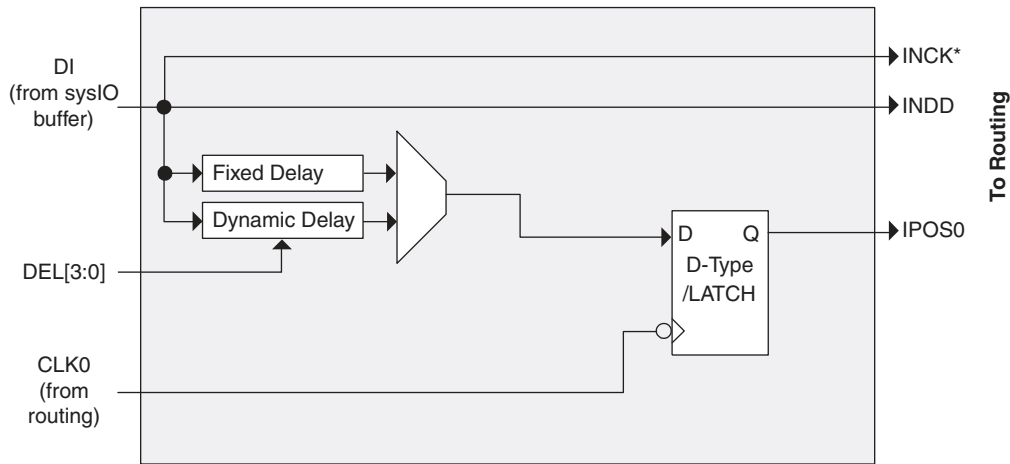 DI
(from sysIO
buffer)
INCK*
INDD
To Routing
Fixed Delay
Dynamic Delay
DEL[3:0]
D Q
D-Type
/LATCH
IPOS0
CLK0
(from
routing)